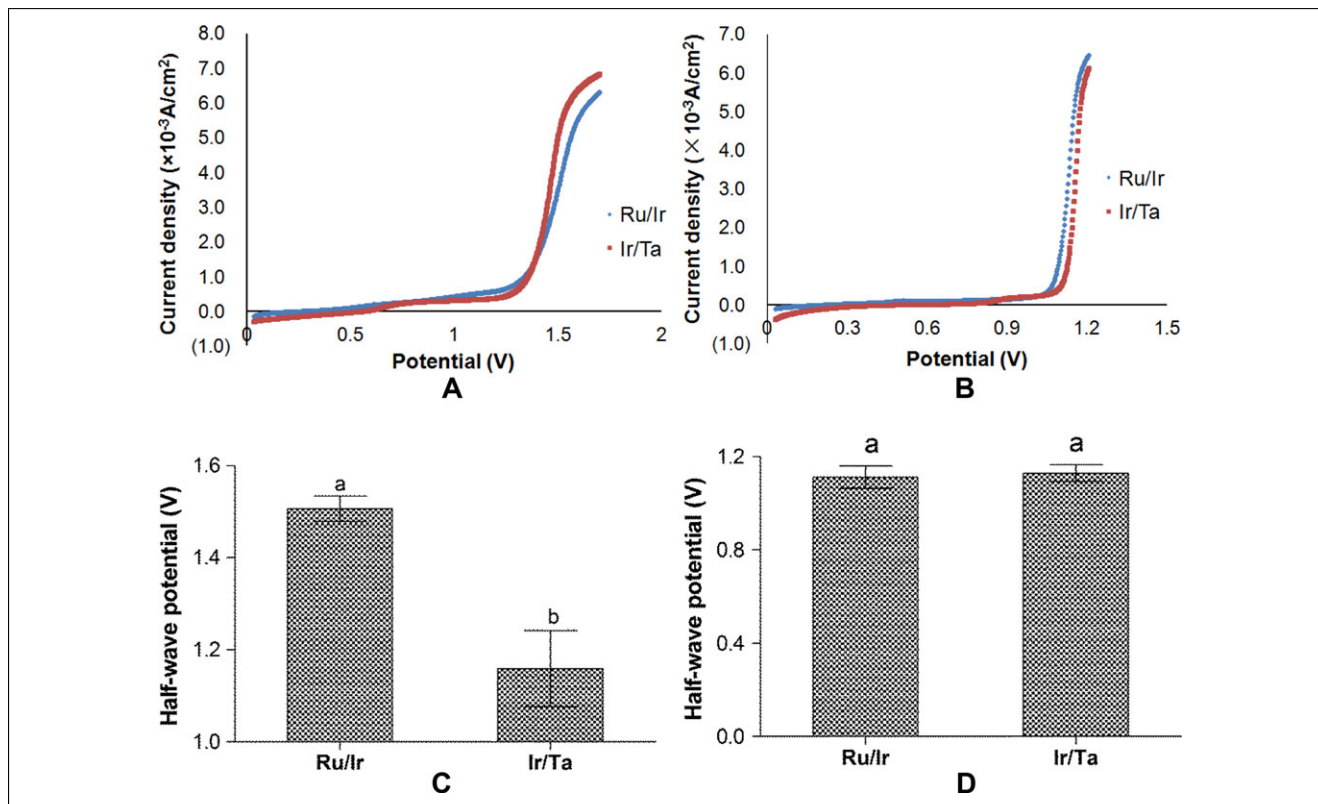 8.0
7.0
6.0
5.0
4.0
3.0
2.0
1.0
0.0
(1.0)
0
0.5
1
1.5
2
Current density (×10-3A/cm²)
Potential (V)
Ru/Ir
Ir/Ta
A
7.0
6.0
5.0
4.0
3.0
2.0
1.0
0.0
(1.0)
0
0.3
0.6
0.9
1.2
1.5
Current density (×10-3A/cm²)
Potential (V)
Ru/Ir
Ir/Ta
B
1.6
1.4
1.2
1.0
Half-wave potential (V)
a
b
Ru/Ir
Ir/Ta
C
1.2
0.8
0.4
0.0
Half-wave potential (V)
a
a
Ru/Ir
Ir/Ta
D